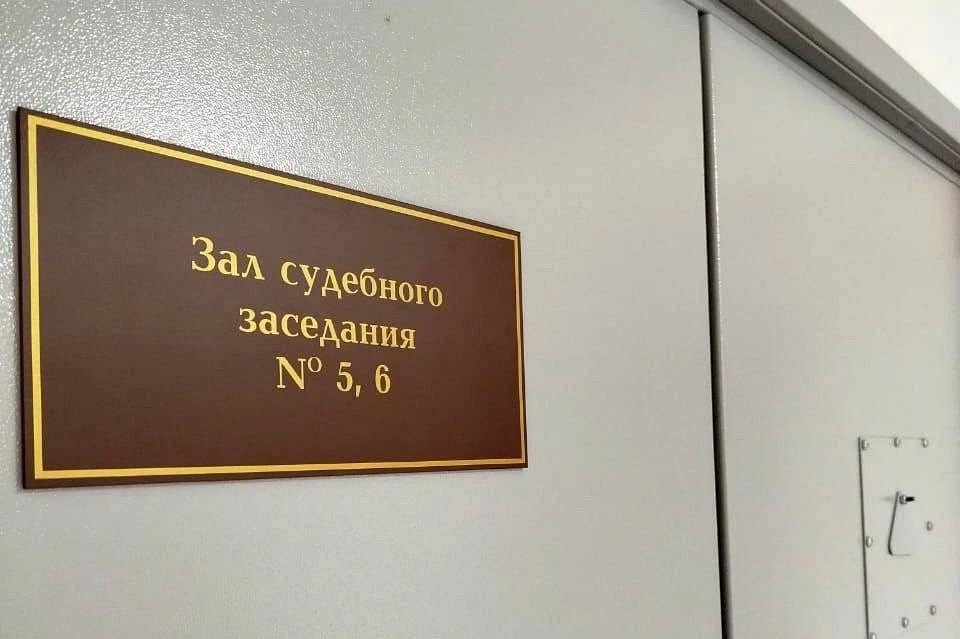 Зал судебного
заседания
№ 5, 6